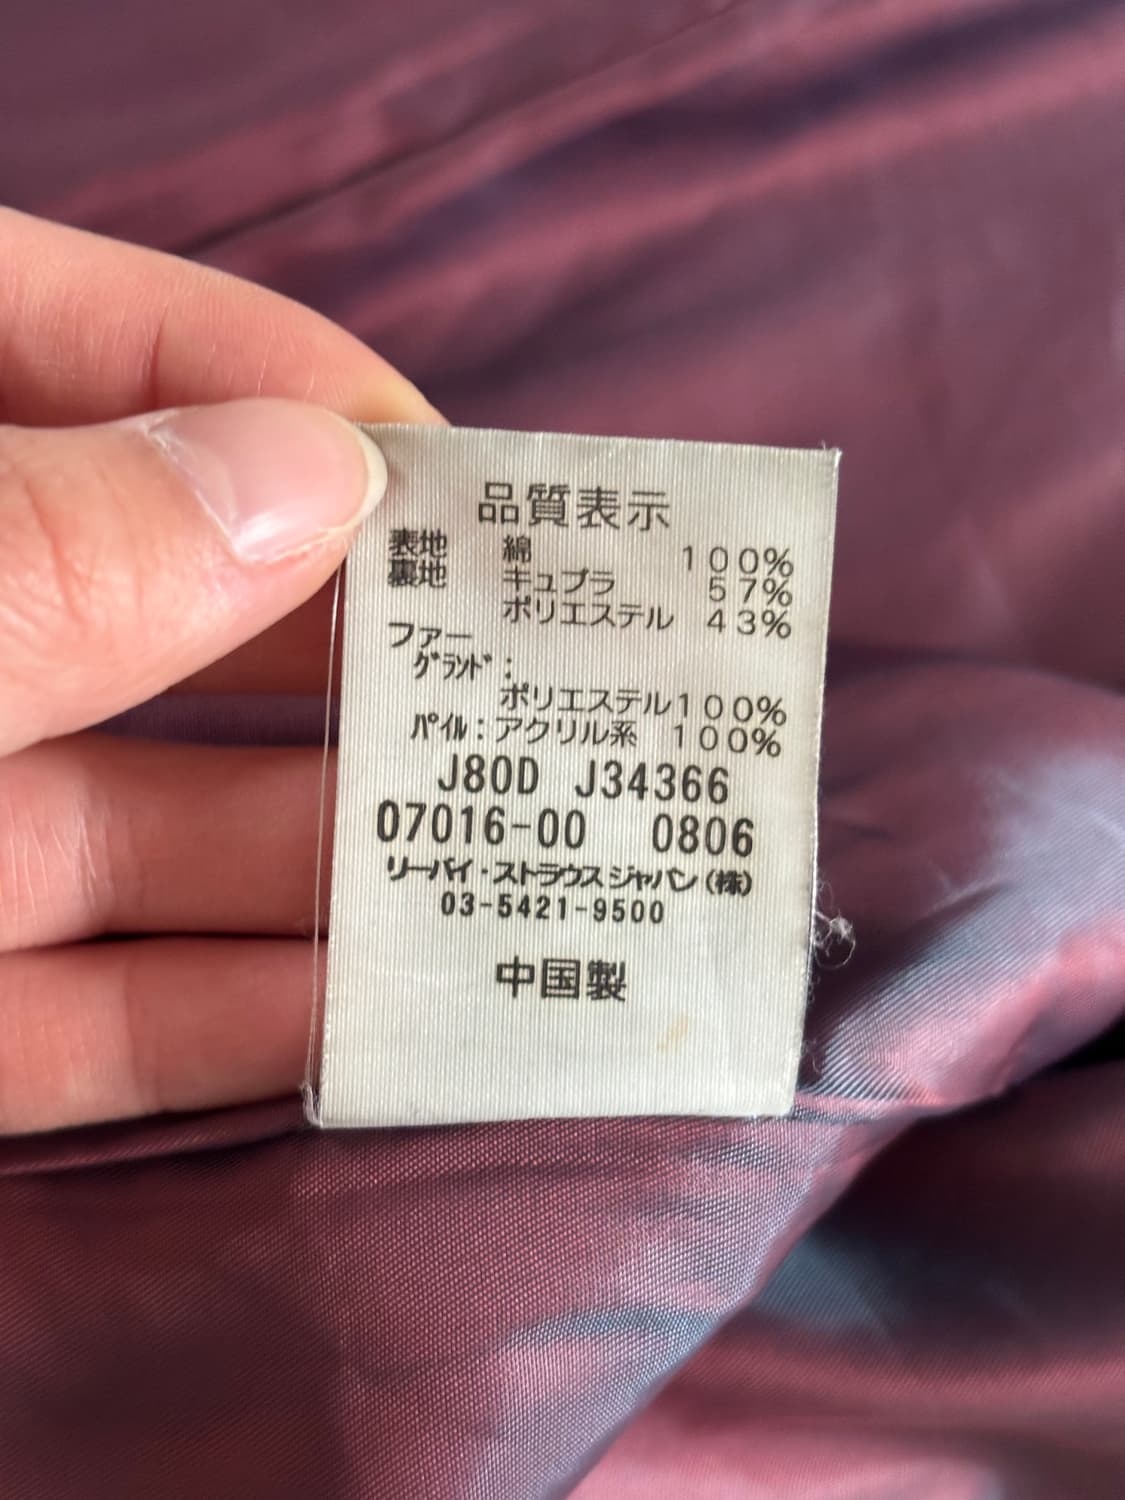 品質表示
表地 綿 100%
裏地 キュプラ 57%
ポリエステル 43%
ファー
グランド:
ポリエステル100%
パイル:アクリル系 100%
J80D J34366
07016-00 0806
リーバイ・ストラウス ジャパン(株)
03-5421-9500
中国製